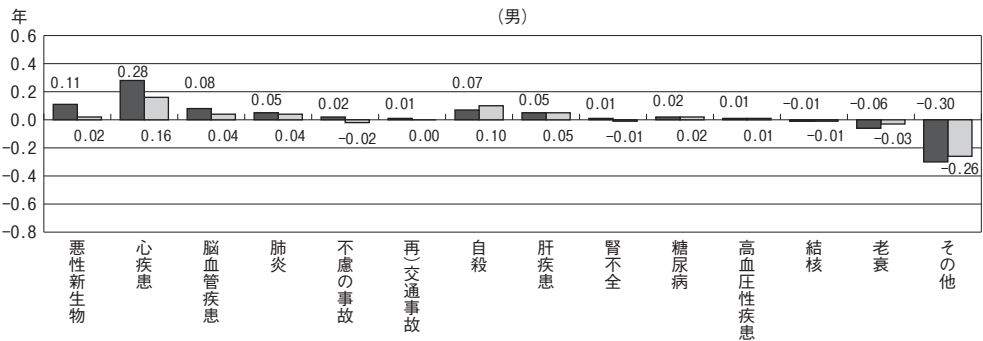 年
(男)
0.6
0.4
0.2
0.0
−0.2
−0.4
−0.6
−0.8
0.11
0.28
0.08
0.05
0.02
0.01
0.07
0.05
0.01
0.02
0.01
−0.01
−0.06
−0.30
0.02
0.16
0.04
0.04
−0.02
0.00
0.10
0.05
−0.01
0.02
0.01
−0.01
−0.03
−0.26
悪性新生物
心疾患
脳血管疾患
肺炎
不慮の事故
再)交通事故
自殺
肝疾患
腎不全
糖尿病
高血圧性疾患
結核
老衰
その他